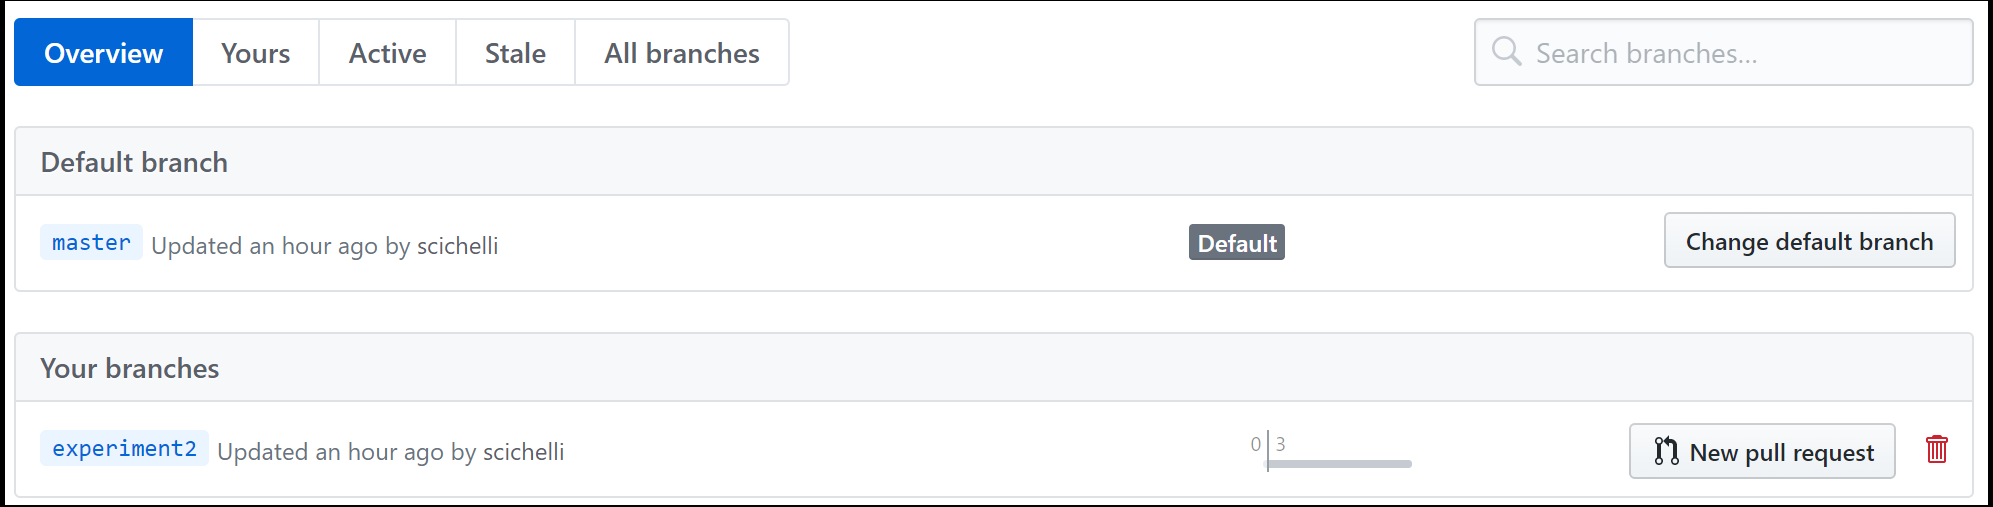 Overview Yours Active Stale All branches Search branches...
Default branch
master Updated an hour ago by scichelli Default Change default branch
Your branches
experiment2 Updated an hour ago by scichelli 0 3 New pull request